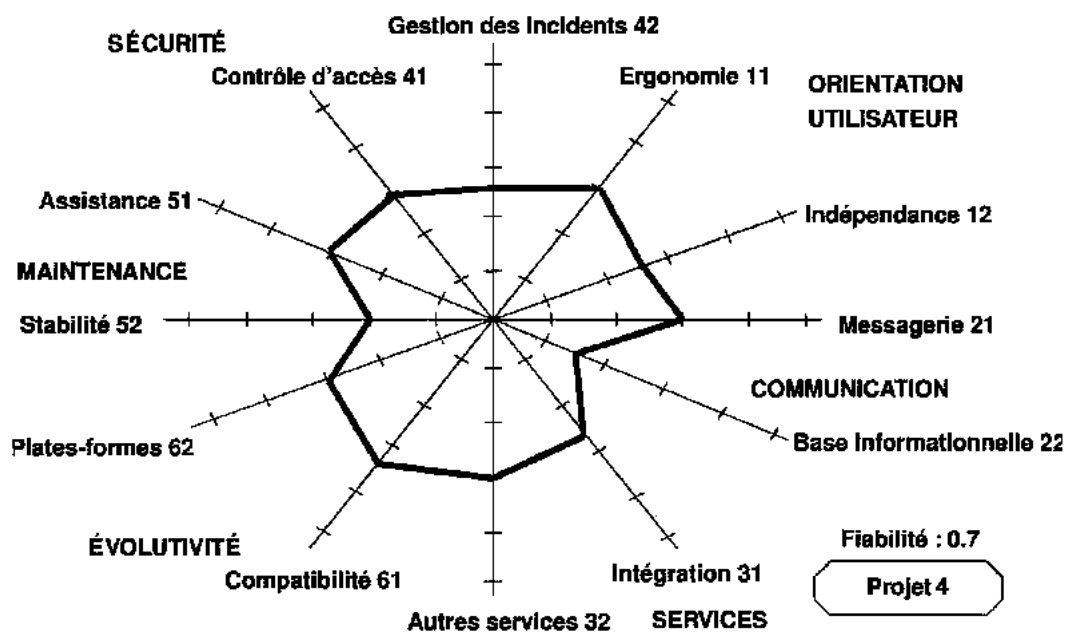 Gestion des Incidents 42
SÉCURITÉ
Contrôle d'accès 41
Ergonomie 11
ORIENTATION
UTILISATEUR
Assistance 51
Indépendance 12
MAINTENANCE
Stabilité 52
Messagerie 21
COMMUNICATION
Plates-formes 62
Base Informationnelle 22
ÉVOLUTIVITÉ
Fiabilité : 0.7
Compatibilité 61
Intégration 31
Projet 4
Autres services 32
SERVICES